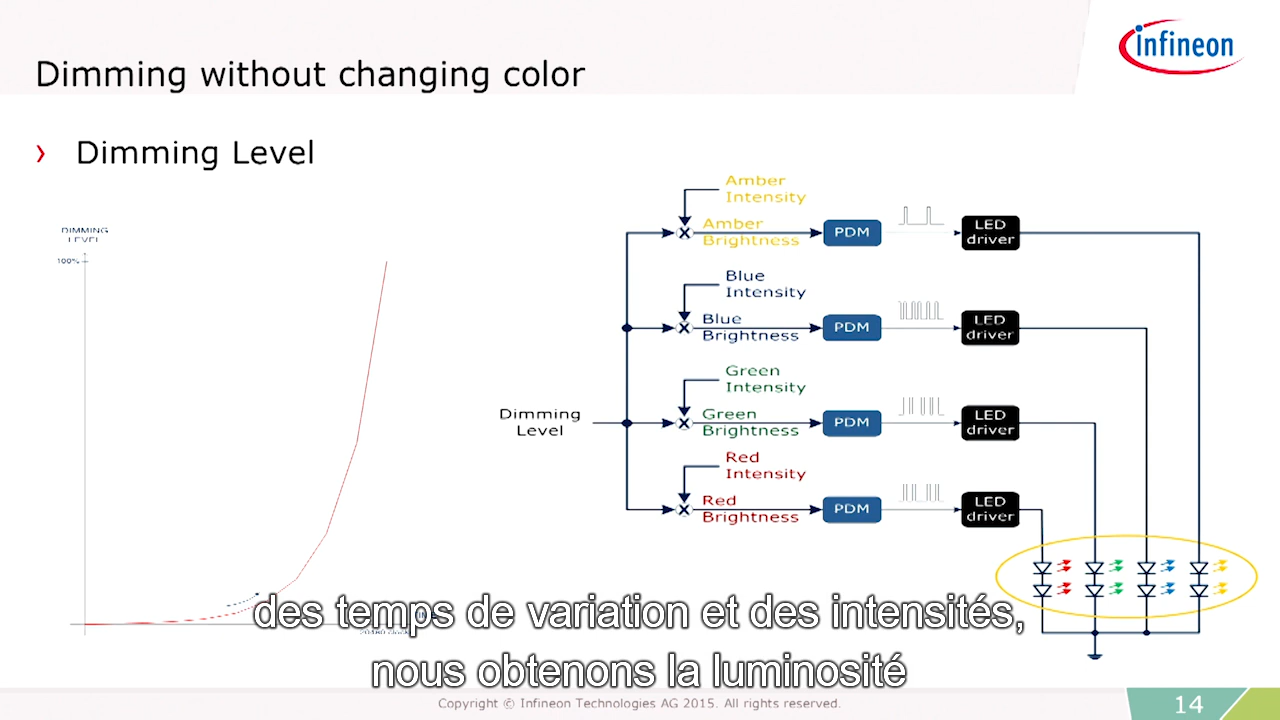 infineon
Dimming without changing color
› Dimming Level
DIMMING
LEVEL
100%
Amber
Intensity
Amber
Brightness
PDM
LED
driver
Blue
Intensity
Blue
Brightness
PDM
LED
driver
Green
Intensity
Dimming
Level
Green
Brightness
PDM
LED
driver
Red
Intensity
Red
Brightness
PDM
LED
driver
des temps de variation et des intensités,
nous obtenons la luminosité
Copyright © Infineon Technologies AG 2015. All rights reserved.
14